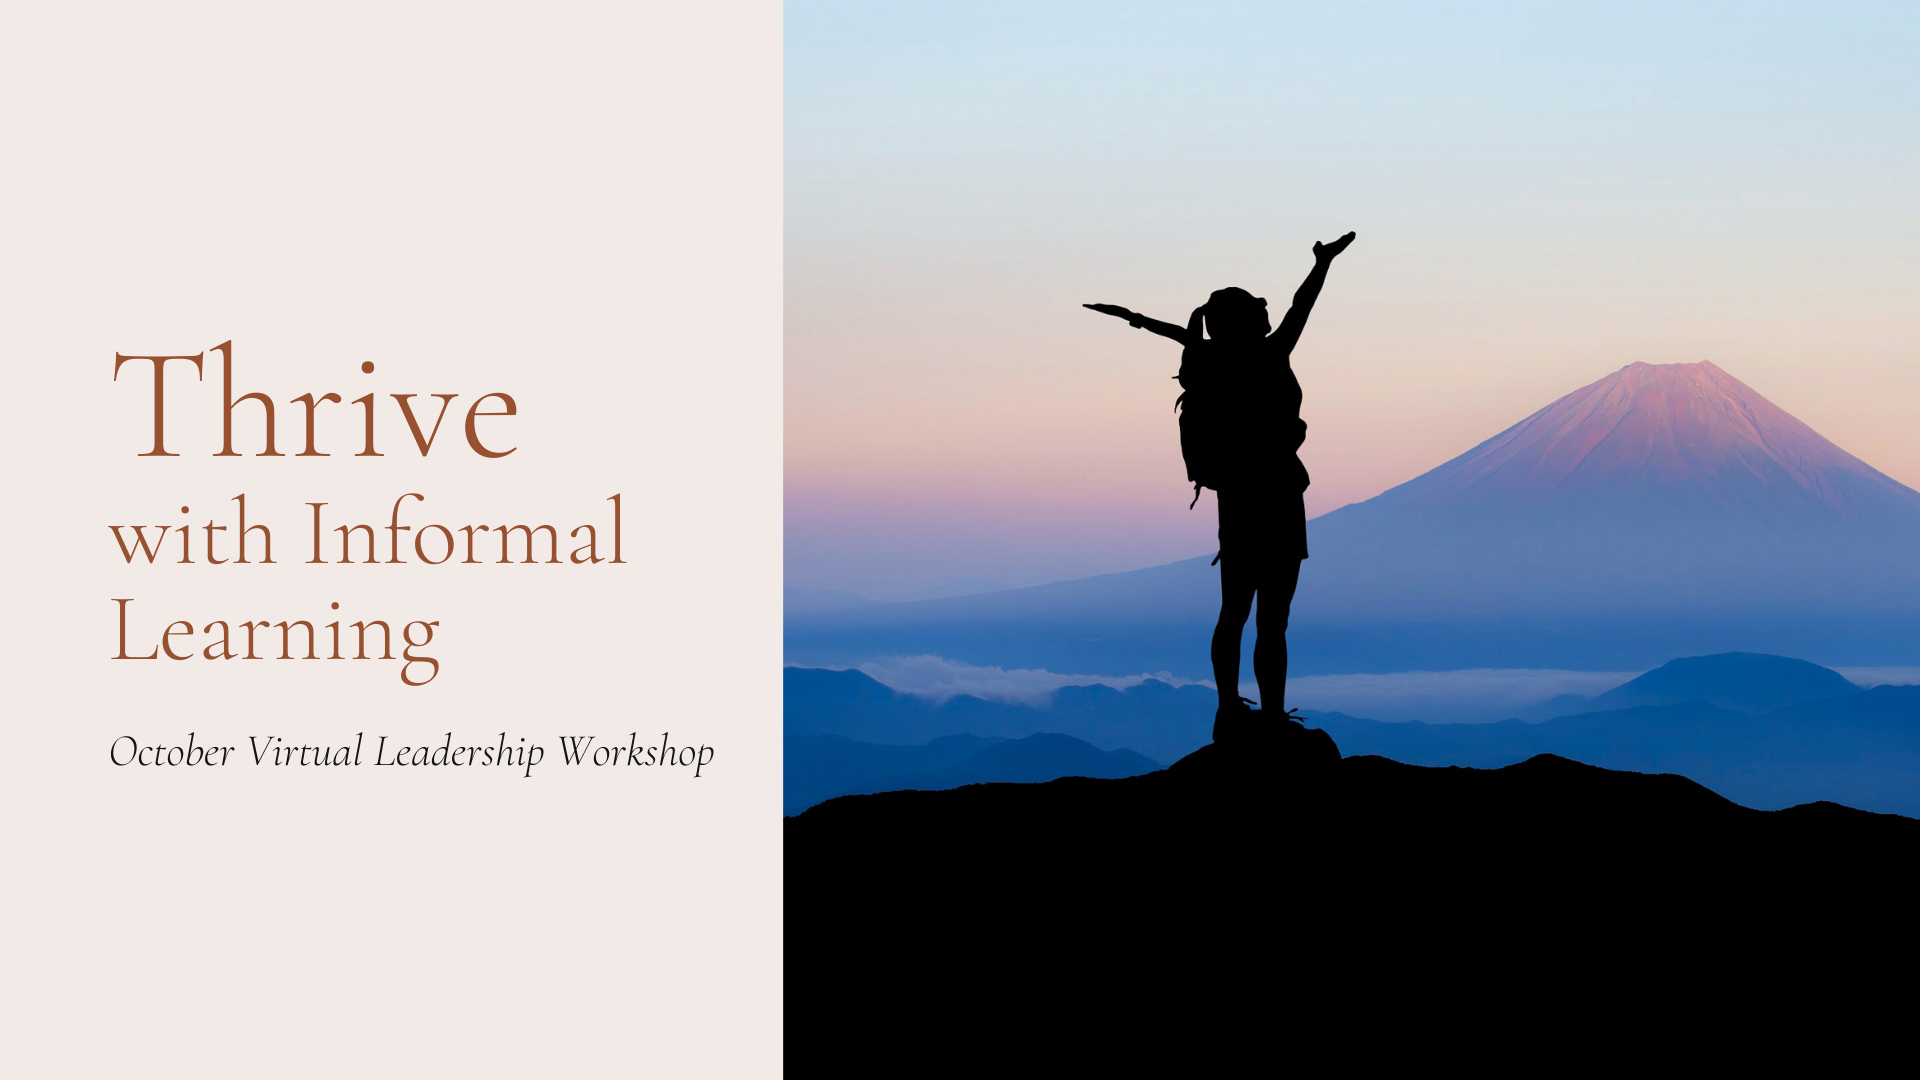 Thrive
with Informal
Learning
October Virtual Leadership Workshop